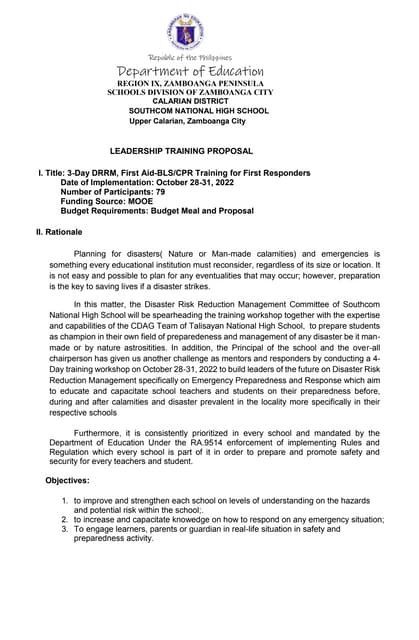 Republic of the Philippines
Department of Education
REGION IX, ZAMBOANGA PENINSULA
SCHOOLS DIVISION OF ZAMBOANGA CITY
CALARIAN DISTRICT
SOUTHCOM NATIONAL HIGH SCHOOL
Upper Calarian, Zamboanga City
LEADERSHIP TRAINING PROPOSAL
I. Title: 3-Day DRRM, First Aid-BLS/CPR Training for First Responders
Date of Implementation: October 28-31, 2022
Number of Participants: 79
Funding Source: MOOE
Budget Requirements: Budget Meal and Proposal
II. Rationale
Planning for disasters( Nature or Man-made calamities) and emergencies is
something every educational institution must reconsider, regardless of its size or location. It
is not easy and possible to plan for any eventualities that may occur; however, preparation
is the key to saving lives if a disaster strikes.
In this matter, the Disaster Risk Reduction Management Committee of Southcom
National High School will be spearheading the training workshop together with the expertise
and capabilities of the CDAG Team of Talisayan National High School, to prepare students
as champion in their own field of preparedeness and management of any disaster be it man-
made or by nature astrositities. In addition, the Principal of the school and the over-all
chairperson has given us another challenge as mentors and responders by conducting a 4-
Day training workshop on October 28-31, 2022 to build leaders of the future on Disaster Risk
Reduction Management specifically on Emergency Preparedness and Response which aim
to educate and capacitate school teachers and students on their preparedness before,
during and after calamities and disaster prevalent in the locality more specifically in their
respective schools
Furthermore, it is consistently prioritized in every school and mandated by the
Department of Education Under the RA.9514 enforcement of implementing Rules and
Regulation which every school is part of it in order to prepare and promote safety and
security for every teachers and student.
Objectives:
1. to improve and strengthen each school on levels of understanding on the hazards
and potential risk within the school;.
2. to increase and capacitate knowedge on how to respond on any emergency situation;
3. To engage learners, parents or guardian in real-life situation in safety and
preparedness activity.